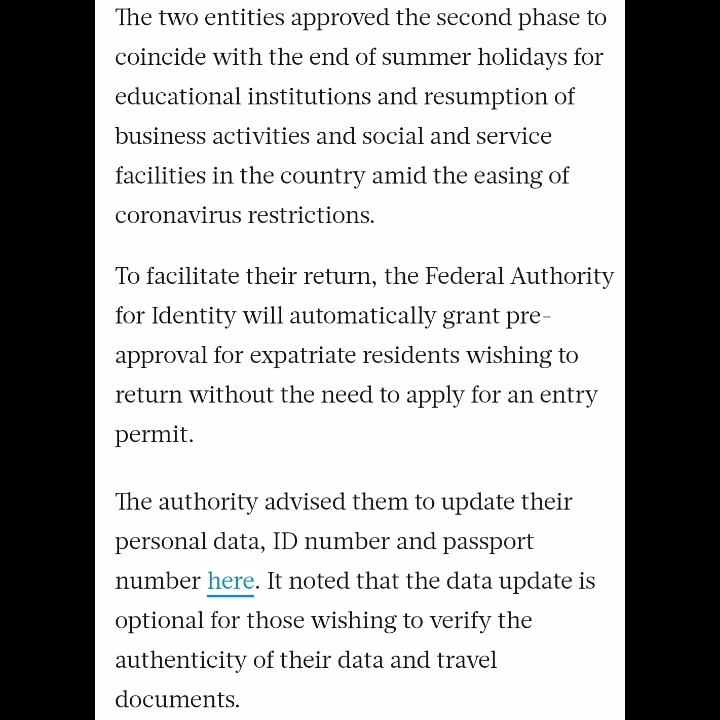 The two entities approved the second phase to
coincide with the end of summer holidays for
educational institutions and resumption of
business activities and social and service
facilities in the country amid the easing of
coronavirus restrictions.
To facilitate their return, the Federal Authority
for Identity will automatically grant pre-
approval for expatriate residents wishing to
return without the need to apply for an entry
permit.
The authority advised them to update their
personal data, ID number and passport
number here. It noted that the data update is
optional for those wishing to verify the
authenticity of their data and travel
documents.